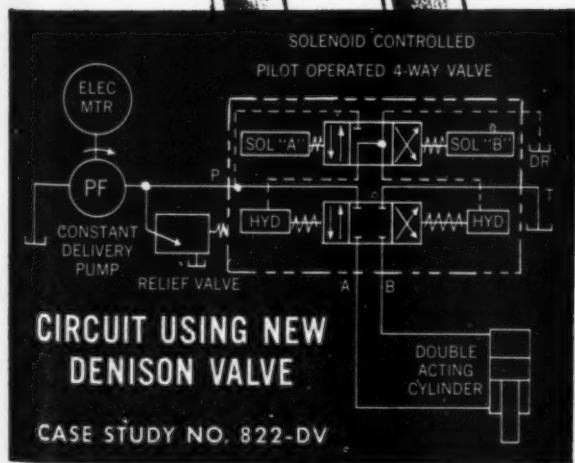 SOLENOID CONTROLLED
PILOT OPERATED 4-WAY VALVE
ELEC
MTR
SOL "A"
SOL "B"
DR
P
PF
T
HYD
HYD
CONSTANT
DELIVERY
PUMP
RELIEF VALVE
A
B
CIRCUIT USING NEW
DENISON VALVE
DOUBLE
ACTING
CYLINDER
CASE STUDY NO. 822-DV